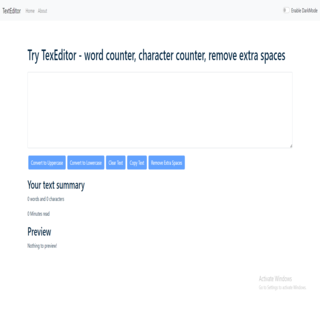 TextEditor Home About Enable DarkMode
Try TexEditor - word counter, character counter, remove extra spaces
Convert to Uppercase Convert to Lowercase Clear Text Copy Text Remove Extra Spaces
Your text summary
0 words and 0 characters
0 Minutes read
Preview
Nothing to preview!
Activate Windows
Go to Settings to activate Windows.